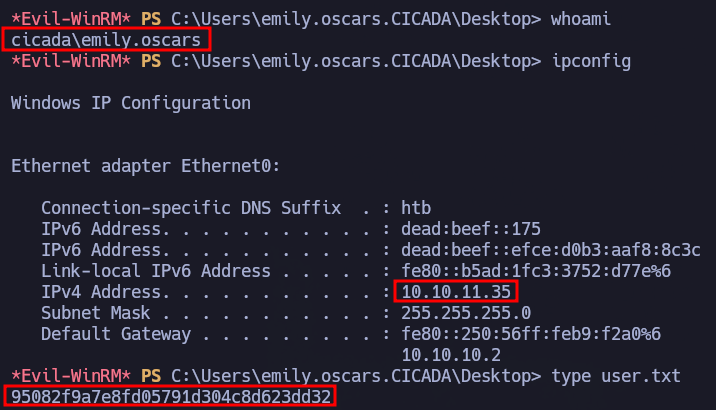 *Evil-WinRM* PS C:\Users\emily.oscars.CICADA\Desktop> whoami
cicada\emily.oscars
*Evil-WinRM* PS C:\Users\emily.oscars.CICADA\Desktop> ipconfig
Windows IP Configuration
Ethernet adapter Ethernet0:
Connection-specific DNS Suffix . : htb
IPv6 Address. . . . . . . . . . . : dead:beef::175
IPv6 Address. . . . . . . . . . . : dead:beef::efce:d0b3:aaf8:8c3c
Link-local IPv6 Address . . . . . : fe80::b5ad:1fc3:3752:d77e%6
IPv4 Address. . . . . . . . . . . : 10.10.11.35
Subnet Mask . . . . . . . . . . . : 255.255.255.0
Default Gateway . . . . . . . . . : fe80::250:56ff:feb9:f2a0%6
10.10.10.2
*Evil-WinRM* PS C:\Users\emily.oscars.CICADA\Desktop> type user.txt
95082f9a7e8fd05791d304c8d623dd32